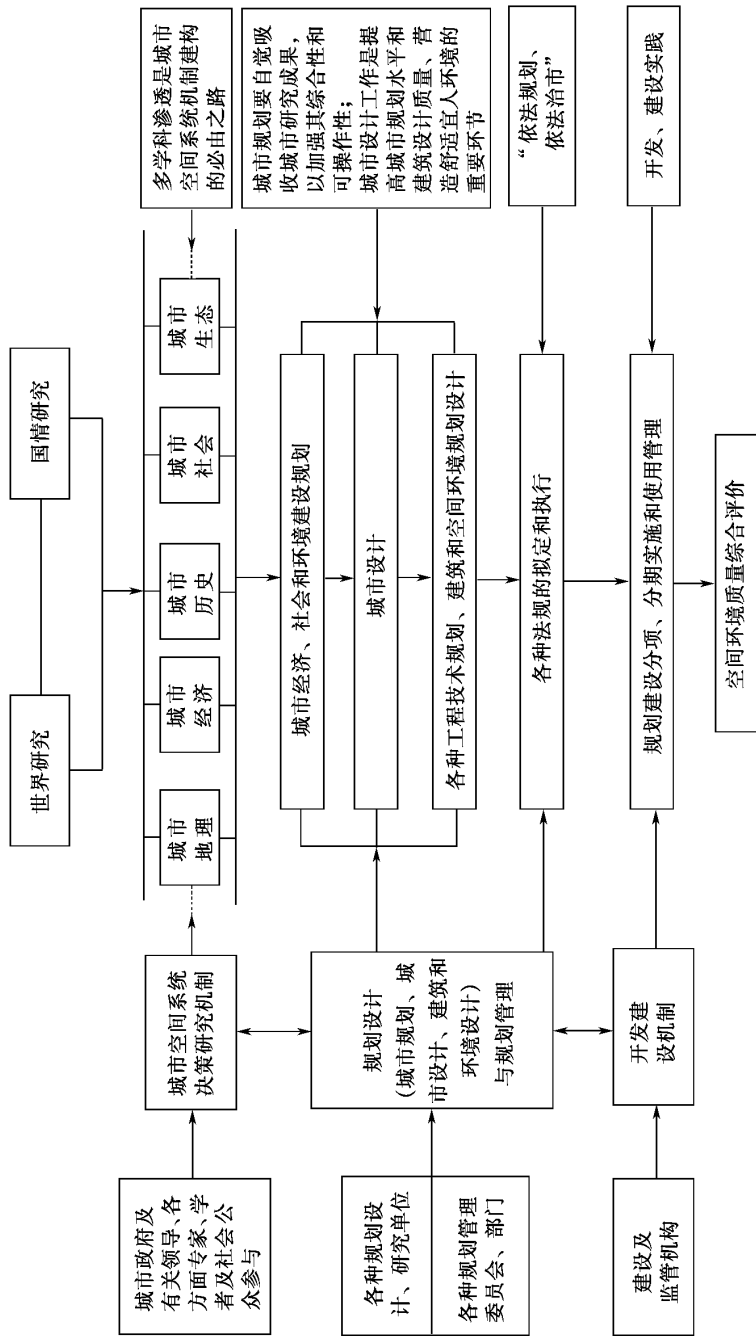 世界研究
国情研究
城市政府及
有关领导、各
方面专家、学
者及社会公
众参与
城市空间系统
决策研究机制
城市
地理
城市
经济
城市
历史
城市
社会
城市
生态
多学科渗透是城市
空间系统机制建构
的必由之路
各种规划设
计、研究单位
各种规划管理
委员会、部门
规划设计
(城市规划、城
市设计、建筑和
环境设计)
与规划管理
城市经济、社会和环境建设规划
城市设计
各种工程技术规划、建筑和空间环境规划设计
城市规划要自觉吸
收城市研究成果，
以加强其综合性和
可操作性；
城市设计工作是提
高城市规划水平和
建筑设计质量、营
造舒适宜人环境的
重要环节
各种法规的拟定和执行
“依法规划、
依法治市”
建设及
监管机构
开发建
设机制
规划建设分项、分期实施和使用管理
开发、建设实践
空间环境质量综合评价